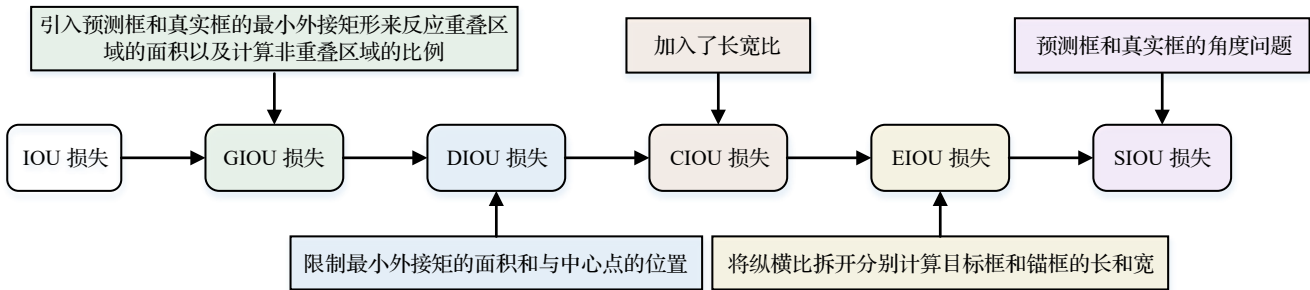 引入预测框和真实框的最小外接矩形来反应重叠区
域的面积以及计算非重叠区域的比例
加入了长宽比
预测框和真实框的角度问题
IOU 损失
GIOU 损失
DIOU 损失
CIOU 损失
EIOU 损失
SIOU 损失
限制最小外接矩的面积和与中心点的位置
将纵横比拆开分别计算目标框和锚框的长和宽